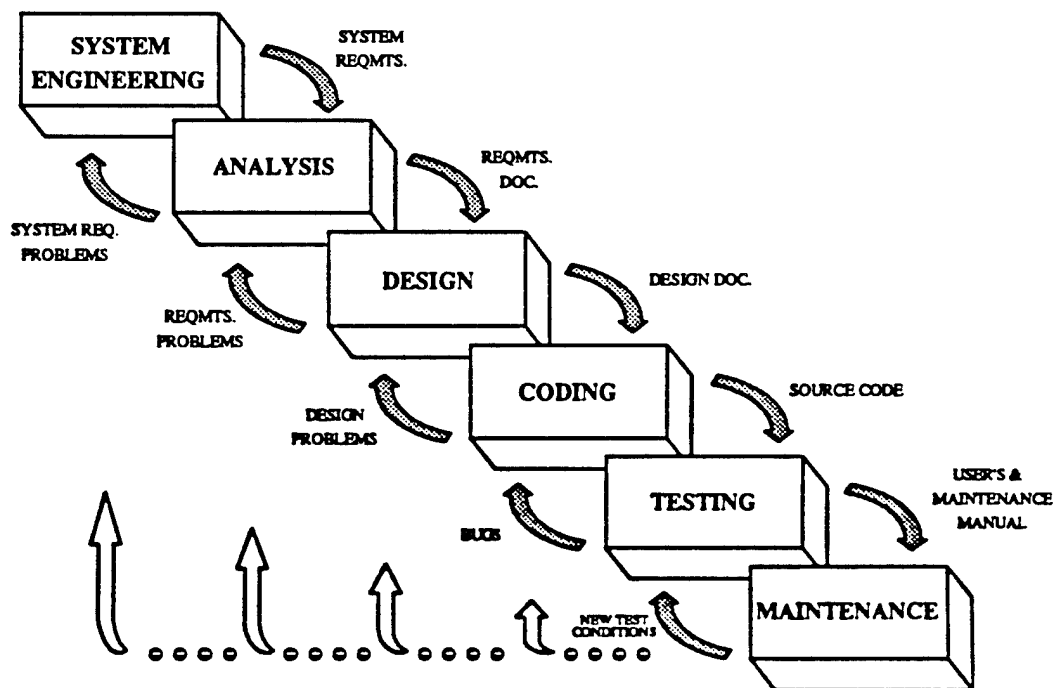 SYSTEM
ENGINEERING
SYSTEM
REQMTS.
ANALYSIS
REQMTS.
DOC.
SYSTEM REQ.
PROBLEMS
DESIGN
DESIGN DOC.
REQMTS.
PROBLEMS
CODING
SOURCE CODE
DESIGN
PROBLEMS
TESTING
USER'S &
MAINTENANCE
MANUAL
BUGS
MAINTENANCE
NEW TEST
CONDITIONS